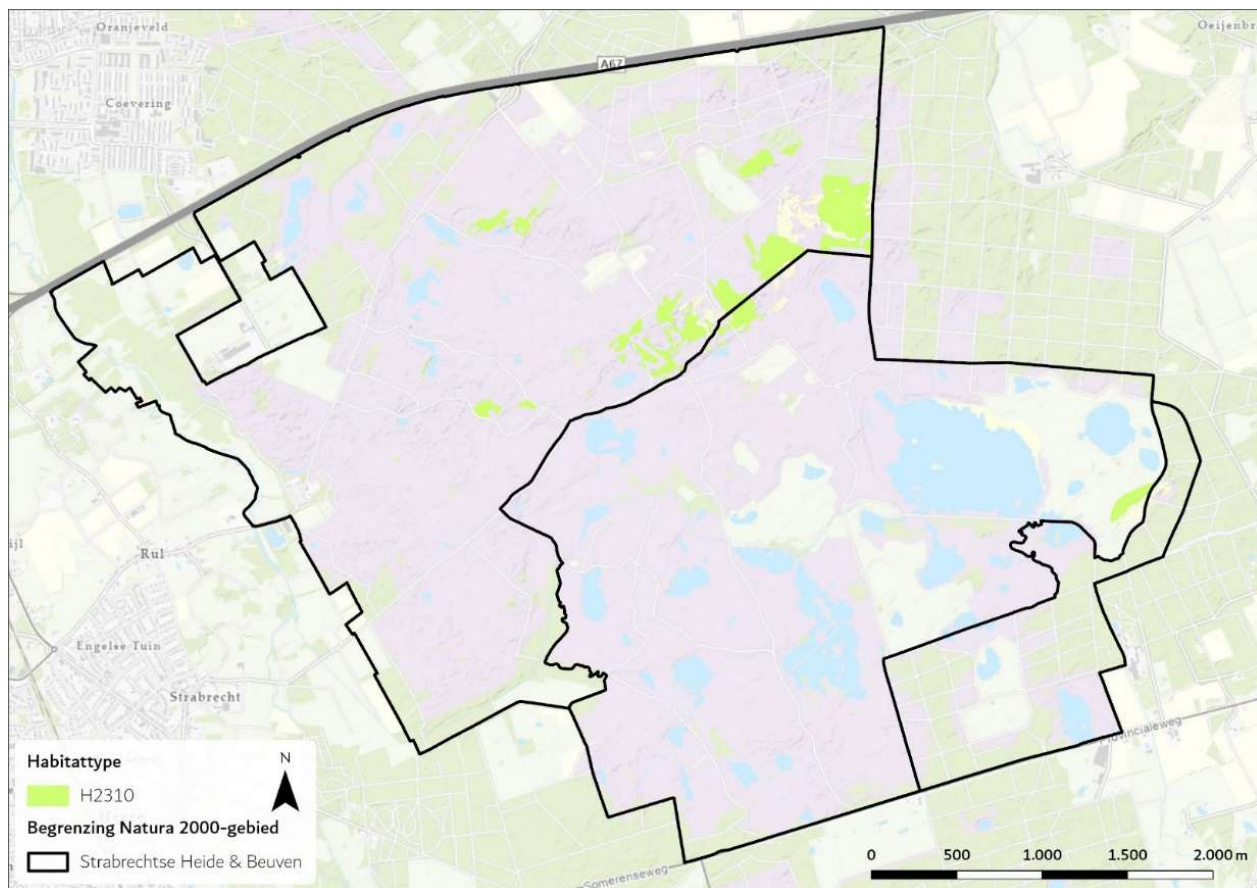 Oranjeveld
Oeijenbr
A67
Coevering
ijl
Rul
Engelse Tuin
Strabrecht
Provincialeweg
Somerenseweg
Habitattype
H2310
Begrenzing Natura 2000-gebied
Strabrechtse Heide & Beuven
N
0 500 1.000 1.500 2.000 m